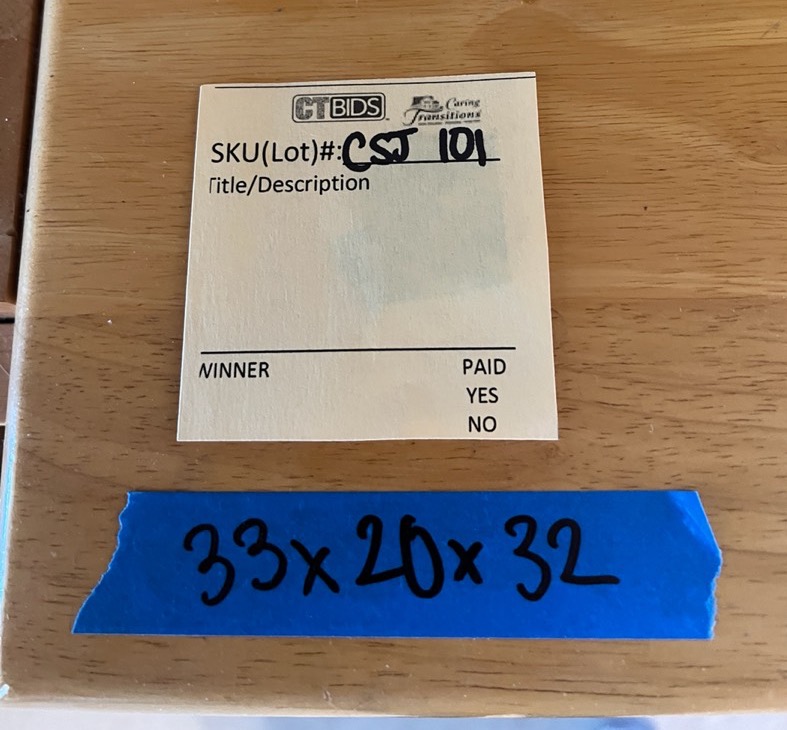 CTBIDS Caring
Transitions
SKU(Lot)#: CSJ 101
Title/Description
WINNER PAID
YES
NO
33x20x32